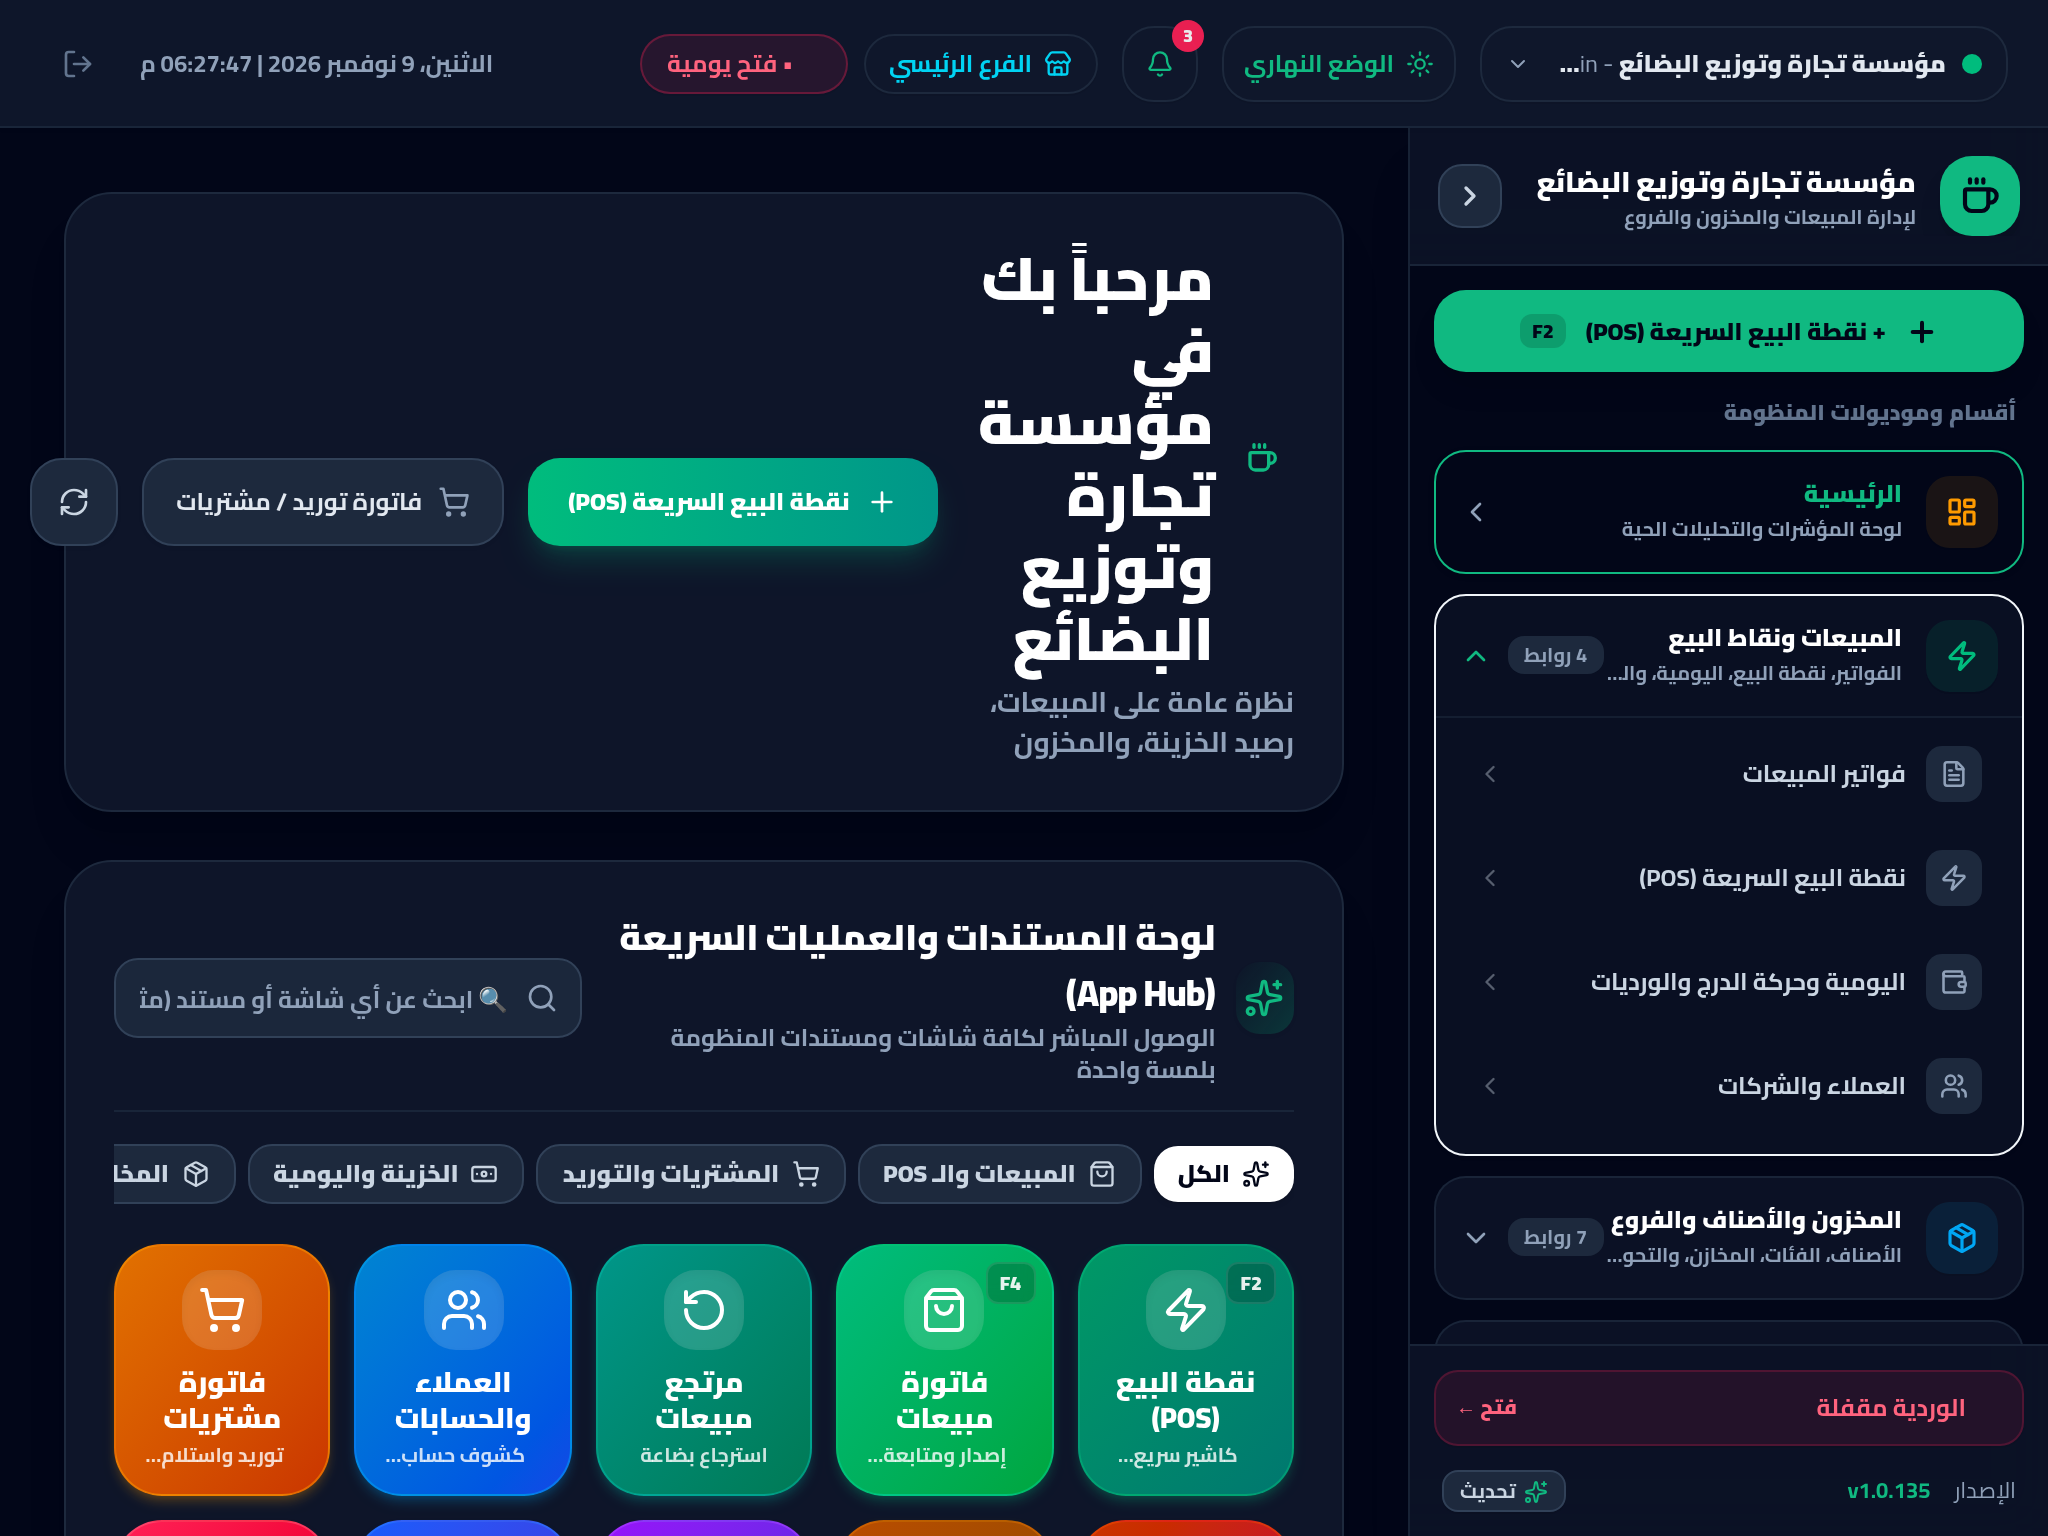 مؤسسة تجارة وتوزيع البضائع - in...
الوضع النهاري
3
الفرع الرئيسي
▪ فتح يومية
الاثنين، 9 نوفمبر 2026 | 06:27:47 م
مؤسسة تجارة وتوزيع البضائع
لإدارة المبيعات والمخزون والفروع
+ نقطة البيع السريعة (POS) F2
أقسام وموديولات المنظومة
الرئيسية
لوحة المؤشرات والتحليلات الحية
المبيعات ونقاط البيع
الفواتير، نقطة البيع، اليومية، والـ...
4 روابط
فواتير المبيعات
نقطة البيع السريعة (POS)
اليومية وحركة الدرج والورديات
العملاء والشركات
المخزون والأصناف والفروع
الأصناف، الفئات، المخازن، والتحو...
7 روابط
الوردية مقفلة
فتح ←
الإصدار v1.0.135
تحديث
مرحباً بك
في
مؤسسة
تجارة
وتوزيع
البضائع
نظرة عامة على المبيعات،
رصيد الخزينة، والمخزون
نقطة البيع السريعة (POS)
فاتورة توريد / مشتريات
لوحة المستندات والعمليات السريعة
(App Hub)
الوصول المباشر لكافة شاشات ومستندات المنظومة
بلمسة واحدة
🔍 ابحث عن أي شاشة أو مستند (مث
الكل
المبيعات والـ POS
المشتريات والتوريد
الخزينة واليومية
المخا
F2
نقطة البيع
(POS)
كاشير سريع...
F4
فاتورة
مبيعات
إصدار ومتابعة...
مرتجع
مبيعات
استرجاع بضاعة
العملاء
والحسابات
كشوف حساب...
فاتورة
مشتريات
توريد واستلام...